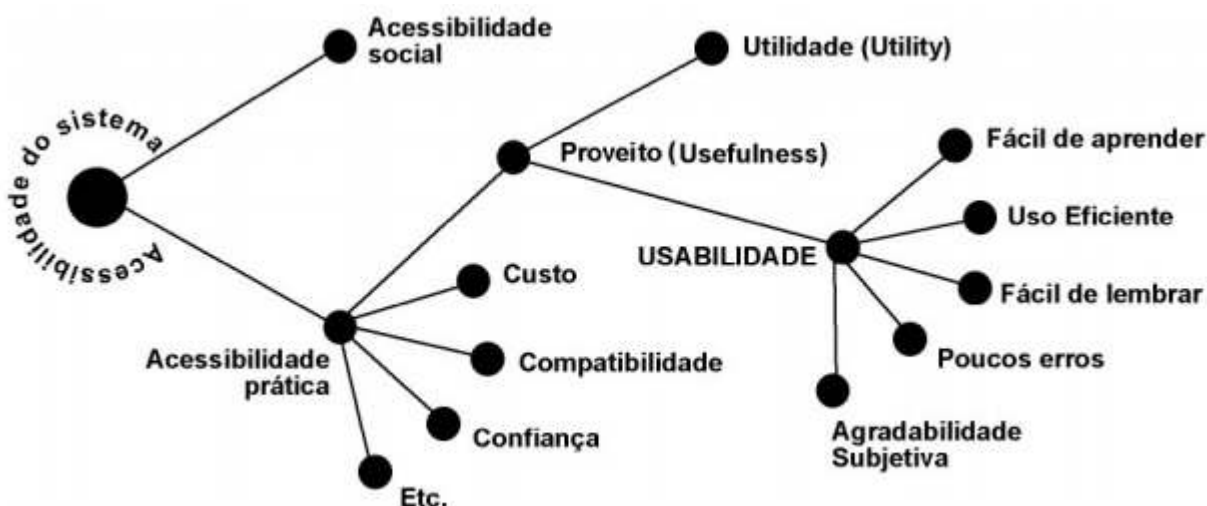 Acessibilidade do sistema
Acessibilidade
social
Utilidade (Utility)
Proveito (Usefulness)
Fácil de aprender
Uso Eficiente
USABILIDADE
Fácil de lembrar
Custo
Poucos erros
Acessibilidade
prática
Compatibilidade
Confiança
Agradabilidade
Subjetiva
Etc.